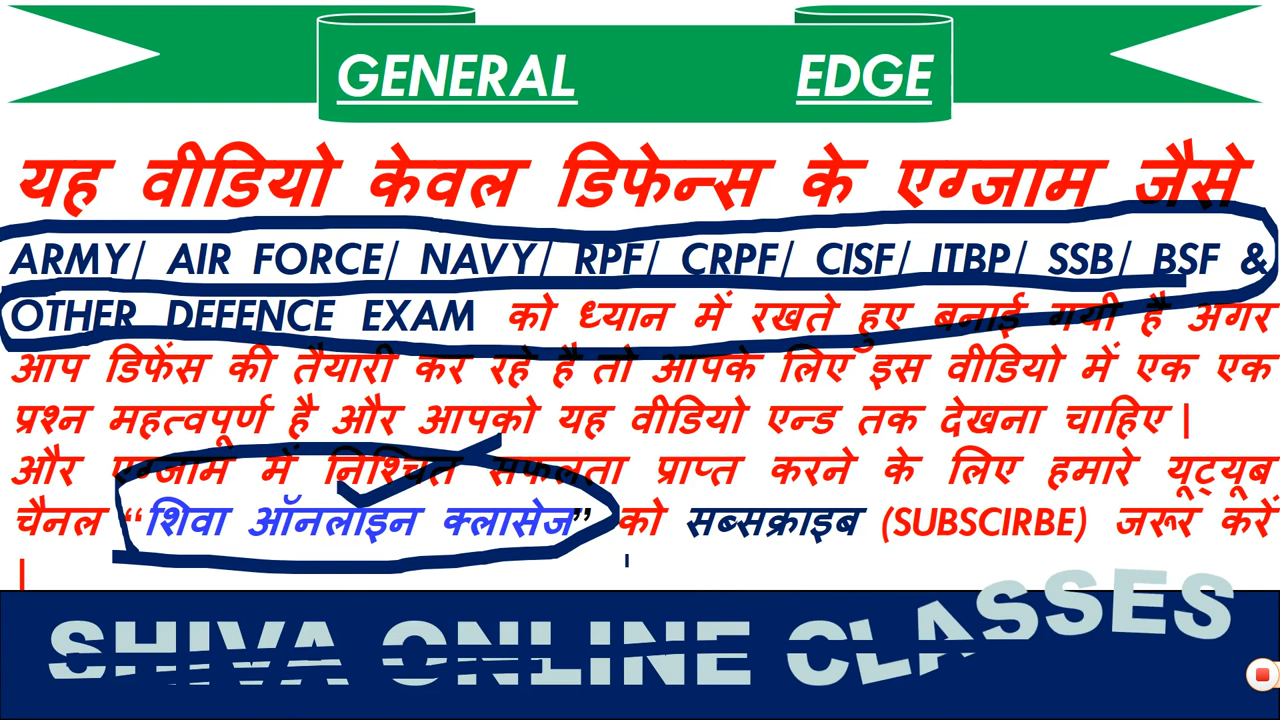 GENERAL EDGE
यह वीडियो केवल डिफेन्स के एग्जाम जैसे
ARMY/ AIR FORCE/ NAVY/ RPF/ CRPF/ CISF/ ITBP/ SSB/ BSF &
OTHER DEFENCE EXAM को ध्यान में रखते हुए बनाई गयी है अगर
आप डिफेंस की तैयारी कर रहे है तो आपके लिए इस वीडियो में एक एक
प्रश्न महत्वपूर्ण है और आपको यह वीडियो एन्ड तक देखना चाहिए |
और एग्जाम में निश्चित सफलता प्राप्त करने के लिए हमारे यूट्यूब
चैनल “शिवा ऑनलाइन क्लासेज” को सब्सक्राइब (SUBSCIRBE) जरूर करें
|
SHIVA ONLINE CLASSES